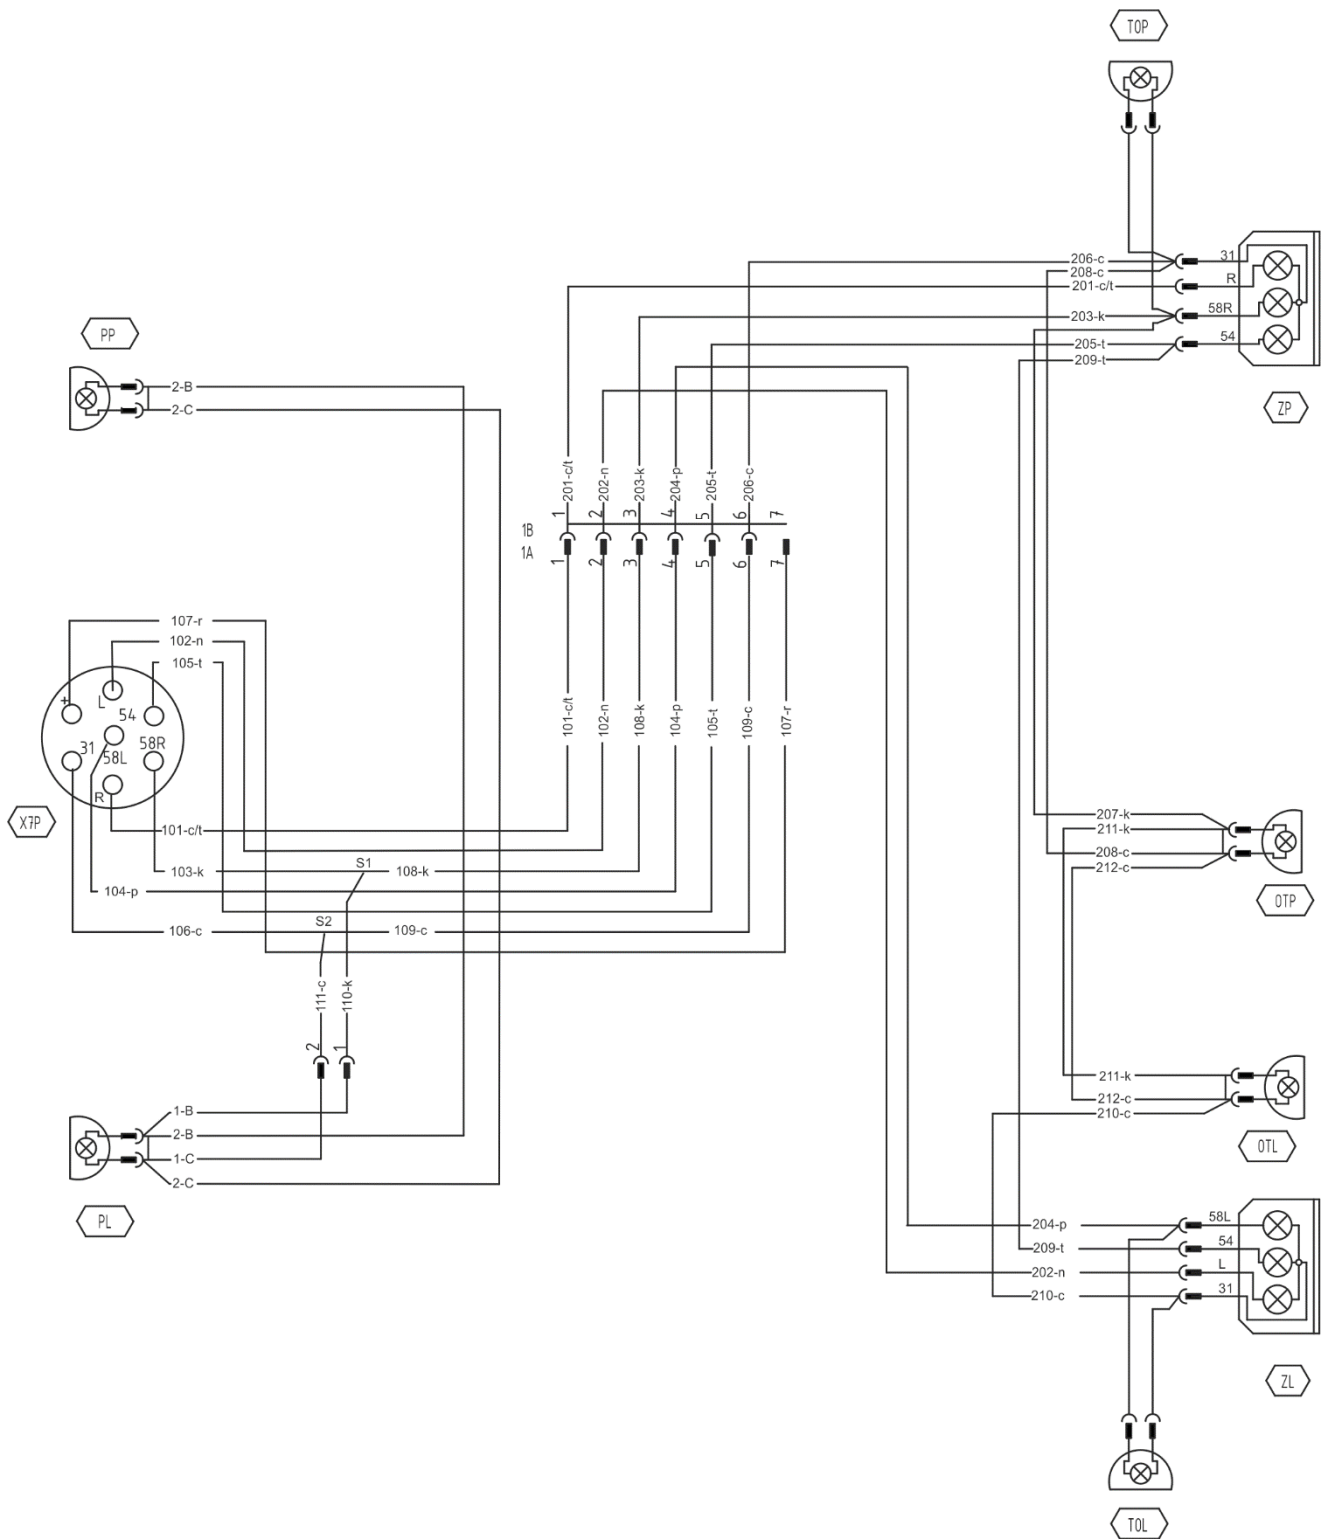 TOP
206-c
31
208-c
R
201-c/t
58R
203-k
54
205-t
209-t
PP
ZP
2-B
2-C
201-c/t
202-n
203-k
204-p
205-t
206-c
1
2
3
4
5
6
7
1B
1A
1
2
3
4
5
6
7
107-r
102-n
105-t
+
L
54
31
58L
58R
R
X7P
101-c/t
102-n
108-k
104-p
105-t
109-c
107-r
101-c/t
103-k
S1
108-k
104-p
S2
106-c
109-c
111-c
110-k
2
1
207-k
211-k
208-c
212-c
OTP
1-B
2-B
1-C
2-C
PL
211-k
212-c
210-c
OTL
204-p
58L
209-t
54
202-n
L
210-c
31
ZL
TOL